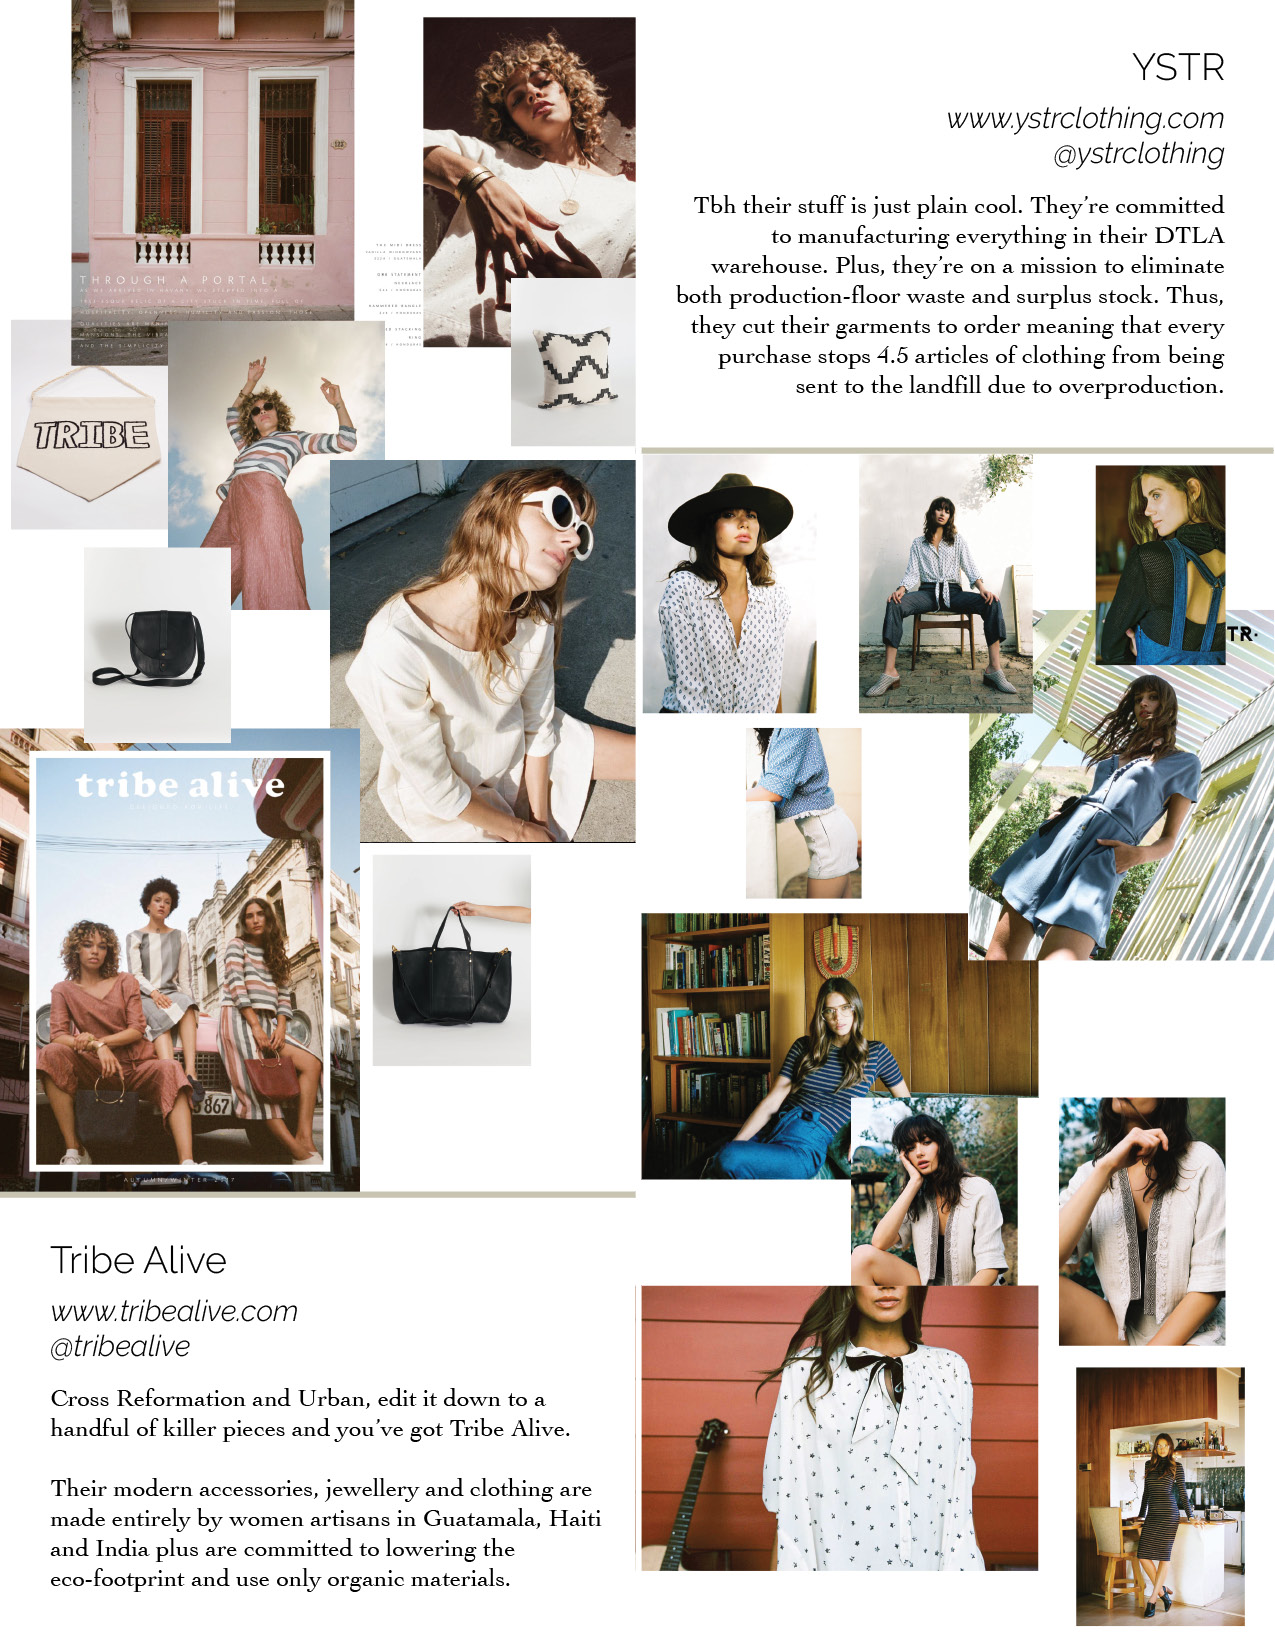 YSTR
www.ystrclothing.com
@ystrclothing
Tbh their stuff is just plain cool. They're committed
to manufacturing everything in their DTLA
warehouse. Plus, they're on a mission to eliminate
both production-floor waste and surplus stock. Thus,
they cut their garments to order meaning that every
purchase stops 4.5 articles of clothing from being
sent to the landfill due to overproduction.
THROUGH A PORTAL
TRIBE
TR·
tribe alive
DESIGNED FOR LIFE
867
Tribe Alive
www.tribealive.com
@tribealive
Cross Reformation and Urban, edit it down to a
handful of killer pieces and you've got Tribe Alive.
Their modern accessories, jewellery and clothing are
made entirely by women artisans in Guatamala, Haiti
and India plus are committed to lowering the
eco-footprint and use only organic materials.